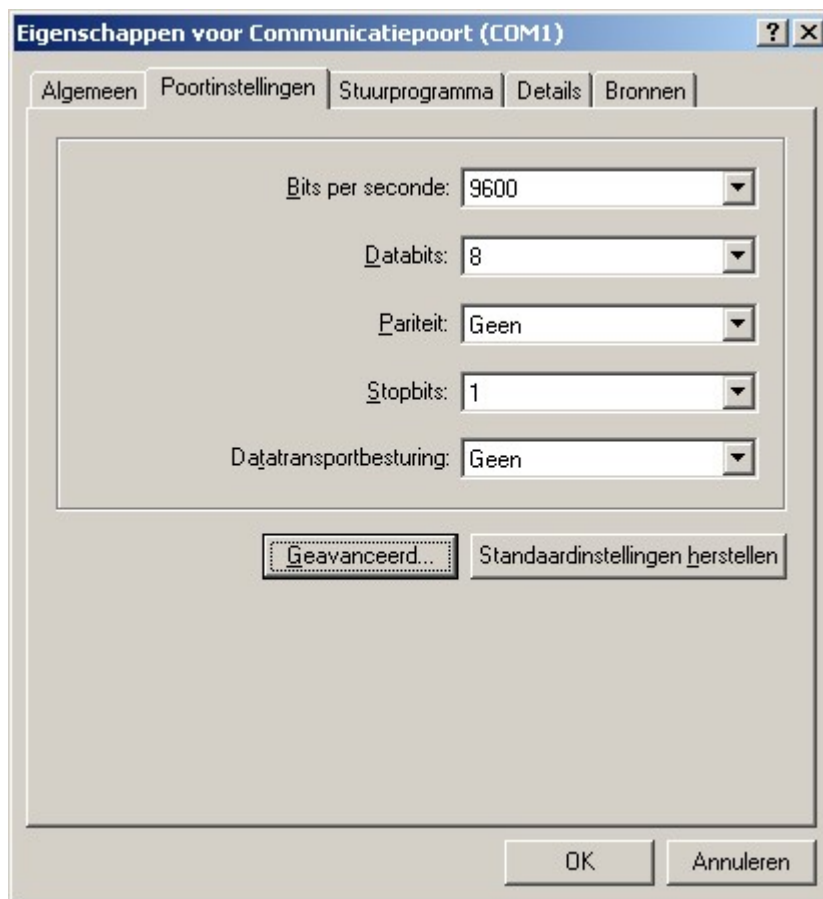 Eigenschappen voor Communicatiepoort (COM1)
Algemeen Poortinstellingen Stuurprogramma Details Bronnen
Bits per seconde: 9600
Databits: 8
Pariteit: Geen
Stopbits: 1
Datatransportbesturing: Geen
Geavanceerd... Standaardinstellingen herstellen
OK Annuleren